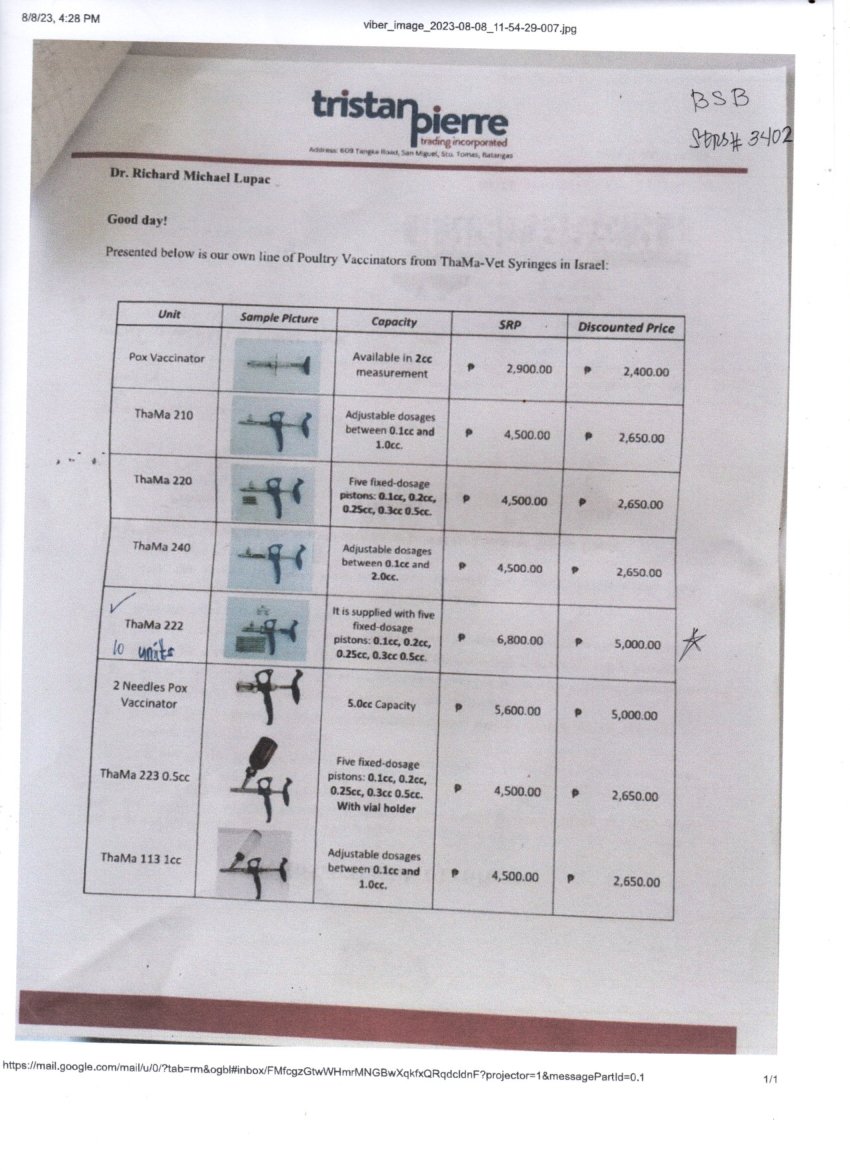 8/8/23, 4:28 PM
viber_image_2023-08-08_11-54-29-007.jpg
tristan
pierre
trading incorporated
Address: 609 Tangke Road, San Miguel, Sto. Tomas, Batangas
BSB
3402
Dr. Richard Michael Lupac
Good day!
Presented below is our own line of Poultry Vaccinators from ThaMa-Vet Syringes in Israel:
Unit Sample Picture Capacity SRP Discounted Price
Pox Vaccinator Available in 2cc measurement ₱ 2,900.00 ₱ 2,400.00
ThaMa 210 Adjustable dosages between 0.1cc and 1.0cc. ₱ 4,500.00 ₱ 2,650.00
ThaMa 220 Five fixed-dosage pistons: 0.1cc, 0.2cc, 0.25cc, 0.3cc 0.5cc. ₱ 4,500.00 ₱ 2,650.00
ThaMa 240 Adjustable dosages between 0.1cc and 2.0cc. ₱ 4,500.00 ₱ 2,650.00
ThaMa 222 10 units It is supplied with five fixed-dosage pistons: 0.1cc, 0.2cc, 0.25cc, 0.3cc 0.5cc. ₱ 6,800.00 ₱ 5,000.00
2 Needles Pox Vaccinator 5.0cc Capacity ₱ 5,600.00 ₱ 5,000.00
ThaMa 223 0.5cc Five fixed-dosage pistons: 0.1cc, 0.2cc, 0.25cc, 0.3cc 0.5cc. With vial holder ₱ 4,500.00 ₱ 2,650.00
ThaMa 113 1cc Adjustable dosages between 0.1cc and 1.0cc. ₱ 4,500.00 ₱ 2,650.00
https://mail.google.com/mail/u/0/?tab=rm&ogbl#inbox/FMfcgzGtwWHmrMNGBwXqkfxQRqdcldnF?projector=1&messagePartId=0.1
1/1